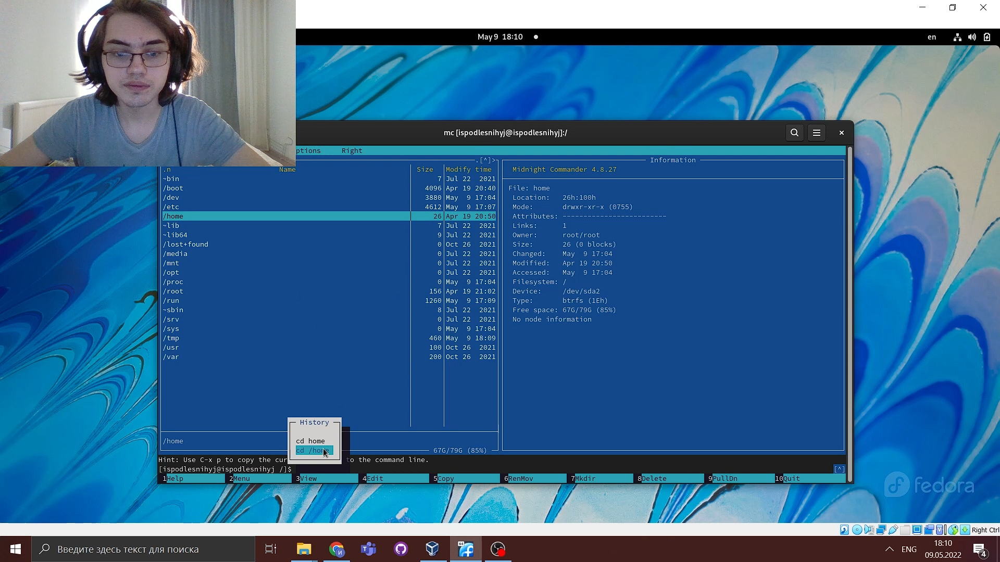 May 9 18:10
en
mc [ispodlesnihyj@ispodlesnihyj]:/
ptions Right
.[^]>
.n Name Size Modify time
~bin 7 Jul 22 2021
/boot 4096 Apr 19 20:40
/dev 3880 May 9 17:04
/etc 4612 May 9 17:07
/home 26 Apr 19 20:50
~lib 7 Jul 22 2021
~lib64 9 Jul 22 2021
/lost+found 0 Oct 26 2021
/media 0 Jul 22 2021
/mnt 0 Jul 22 2021
/opt 0 Jul 22 2021
/proc 0 May 9 17:04
/root 156 Apr 19 21:02
/run 1260 May 9 17:09
~sbin 8 Jul 22 2021
/srv 0 Jul 22 2021
/sys 0 May 9 17:04
/tmp 460 May 9 18:09
/usr 100 Oct 26 2021
/var 200 Oct 26 2021
/home
67G/79G (85%)
Information
Midnight Commander 4.8.27
File: home
Location: 26h:100h
Mode: drwxr-xr-x (0755)
Attributes: -------------------------
Links: 1
Owner: root/root
Size: 26 (0 blocks)
Changed: May 9 17:04
Modified: Apr 19 20:50
Accessed: May 9 17:04
Filesystem: /
Device: /dev/sda2
Type: btrfs (1Eh)
Free space: 67G/79G (85%)
No node information
History
cd home
cd /home
Hint: Use C-x p to copy the cur to the command line.
[ispodlesnihyj@ispodlesnihyj /]$
[^]
1Help 2Menu 3View 4Edit 5Copy 6RenMov 7Mkdir 8Delete 9PullDn 10Quit
fedora
Right Ctrl
Введите здесь текст для поиска
64
ENG
18:10
09.05.2022
4